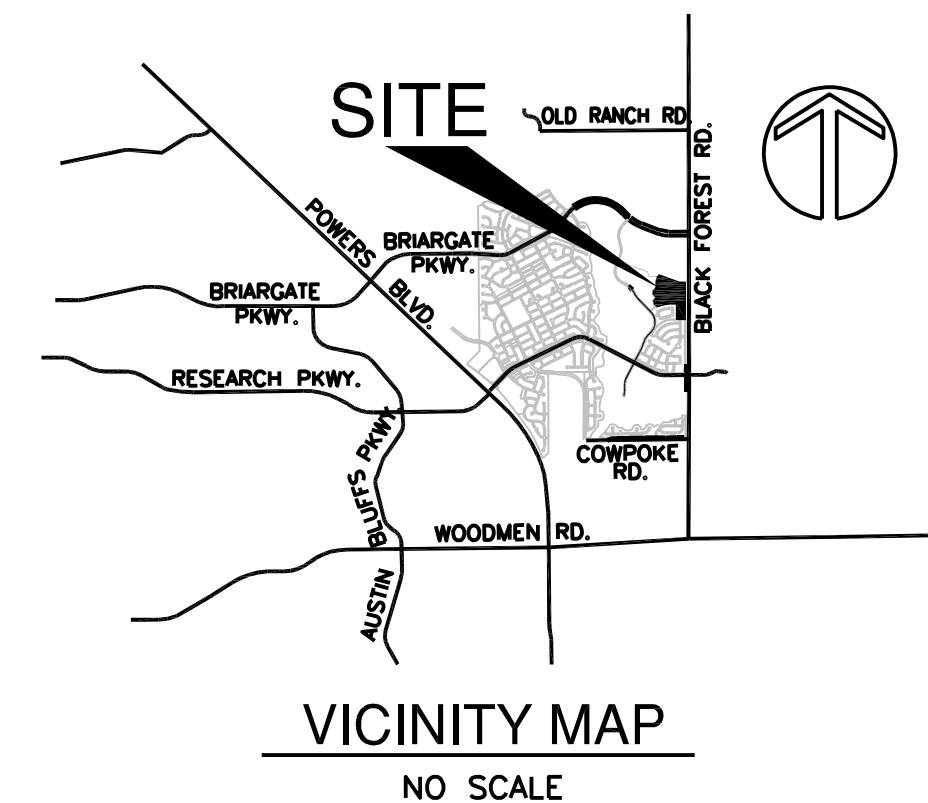 SITE
OLD RANCH RD.
BLACK FOREST RD.
POWERS BLVD.
BRIARGATE
PKWY.
BRIARGATE
PKWY.
RESEARCH PKWY.
AUSTIN BLUFFS PKWY
COWPOKE
RD.
WOODMEN RD.
VICINITY MAP
NO SCALE